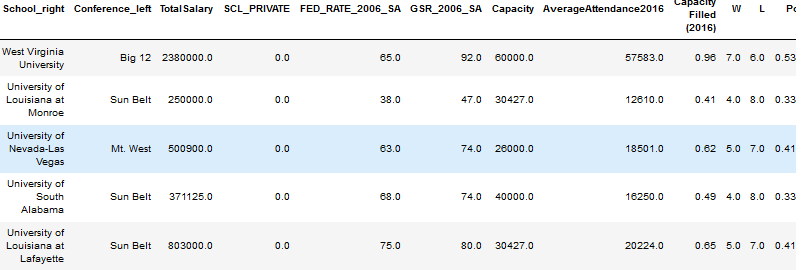 School_right Conference_left TotalSalary SCL_PRIVATE FED_RATE_2006_SA GSR_2006_SA Capacity AverageAttendance2016 Capacity Filled (2016) W L
West Virginia University Big 12 2380000.0 0.0 65.0 92.0 60000.0 57583.0 0.96 7.0 6.0 0.53
University of Louisiana at Monroe Sun Belt 250000.0 0.0 38.0 47.0 30427.0 12610.0 0.41 4.0 8.0 0.33
University of Nevada-Las Vegas Mt. West 500900.0 0.0 63.0 74.0 26000.0 18501.0 0.62 5.0 7.0 0.41
University of South Alabama Sun Belt 371125.0 0.0 68.0 74.0 40000.0 16250.0 0.49 4.0 8.0 0.33
University of Louisiana at Lafayette Sun Belt 803000.0 0.0 75.0 80.0 30427.0 20224.0 0.65 5.0 7.0 0.41